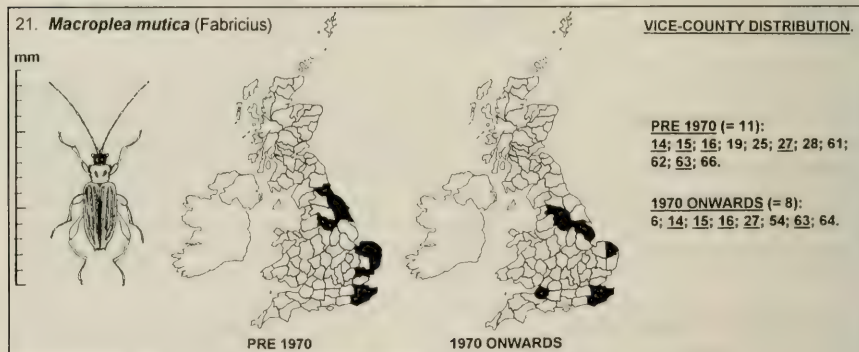 21. Macroplea mutica (Fabricius)
VICE-COUNTY DISTRIBUTION.
mm
PRE 1970 (= 11):
14; 15; 16; 19; 25; 27; 28; 61;
62; 63; 66.
1970 ONWARDS (= 8):
6; 14; 15; 16; 27; 54; 63; 64.
PRE 1970
1970 ONWARDS